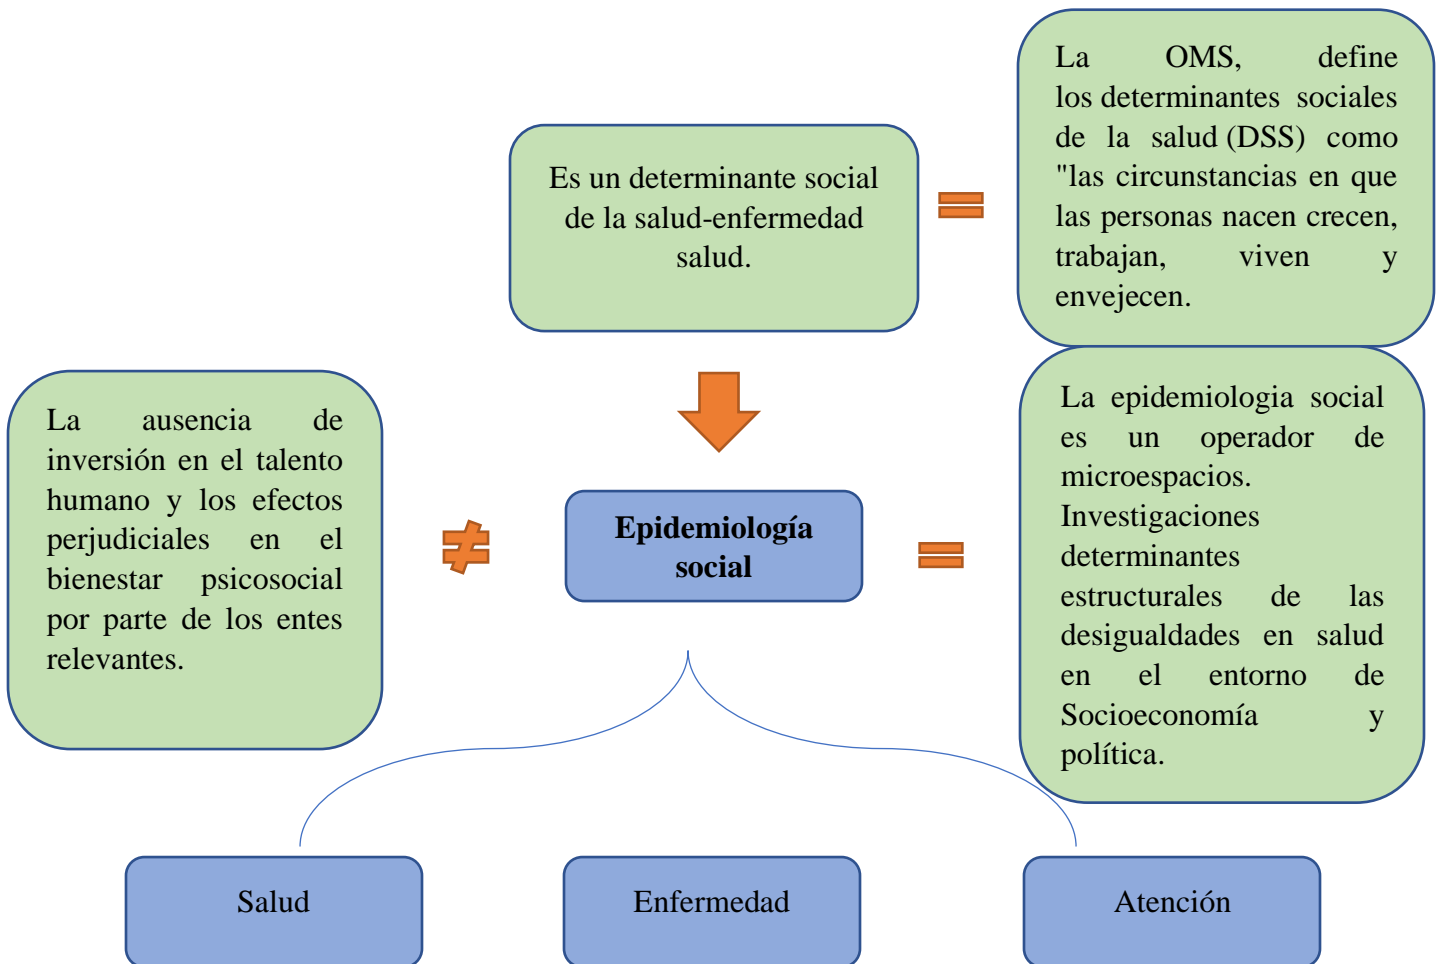 La OMS, define
los determinantes sociales
de la salud (DSS) como
"las circunstancias en que
las personas nacen crecen,
trabajan, viven y
envejecen.
Es un determinante social
de la salud-enfermedad
salud.
La ausencia de
inversión en el talento
humano y los efectos
perjudiciales en el
bienestar psicosocial
por parte de los entes
relevantes.
Epidemiología
social
La epidemiologia social
es un operador de
microespacios.
Investigaciones
determinantes
estructurales de las
desigualdades en salud
en el entorno de
Socioeconomía y
política.
Salud
Enfermedad
Atención